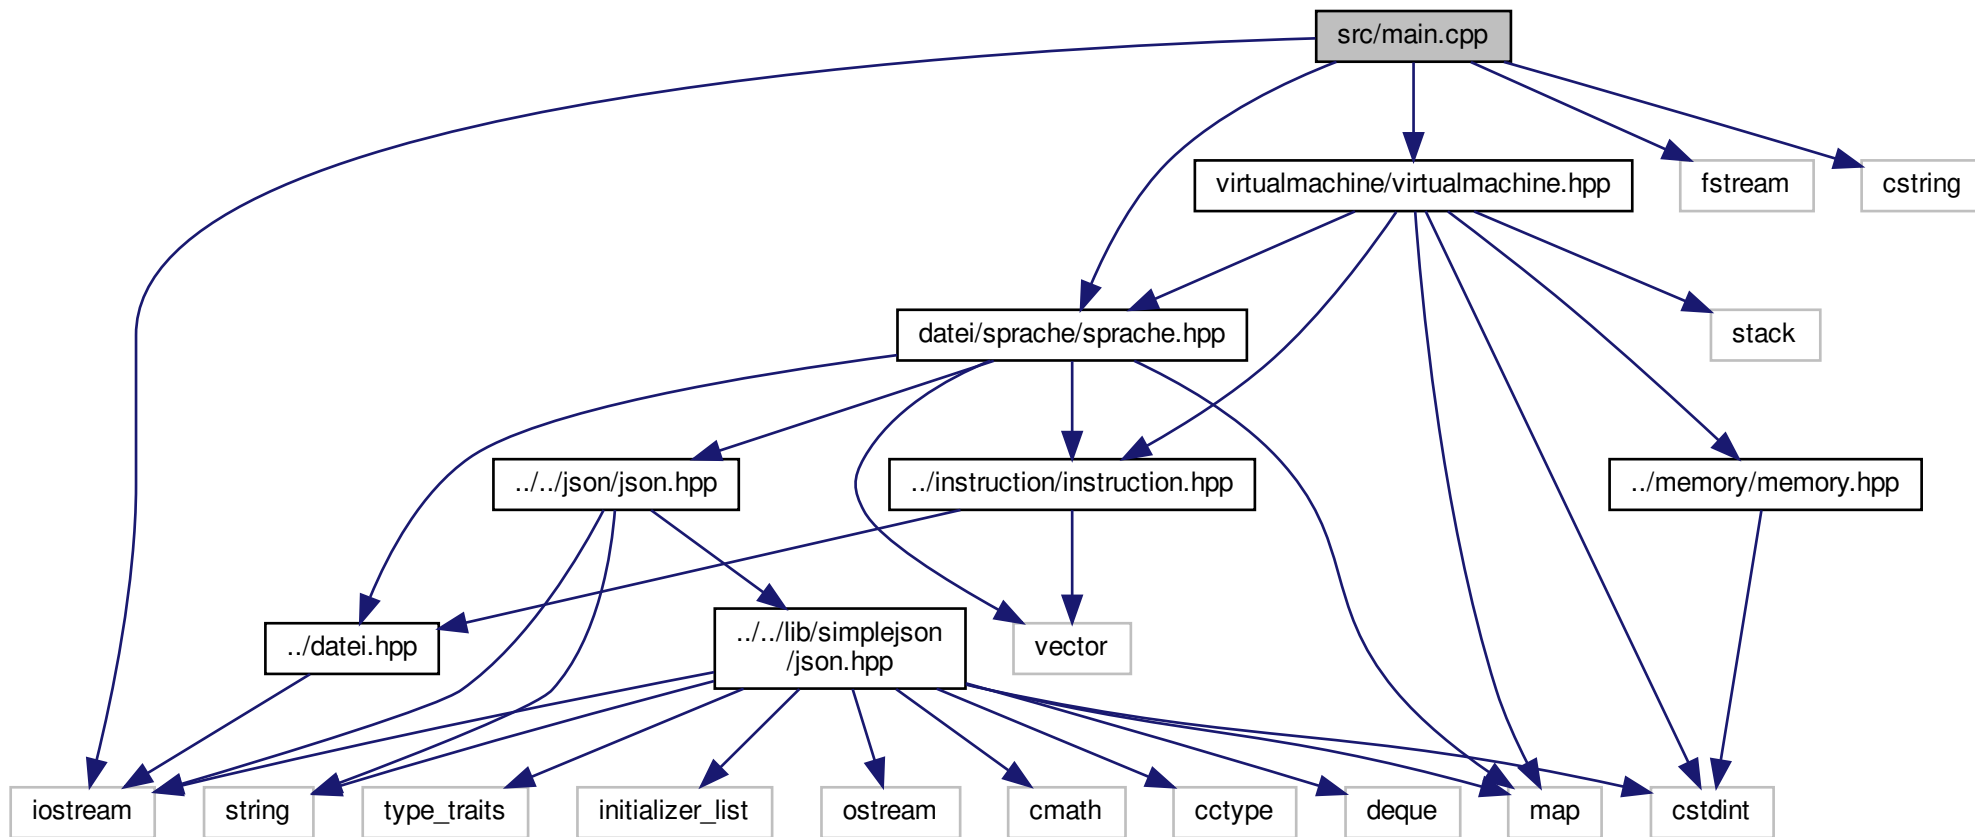 src/main.cpp
virtualmachine/virtualmachine.hpp
fstream
cstring
datei/sprache/sprache.hpp
stack
../../json/json.hpp
../instruction/instruction.hpp
../memory/memory.hpp
../datei.hpp
../../lib/simplejson
/json.hpp
vector
iostream
string
type_traits
initializer_list
ostream
cmath
cctype
deque
map
cstdint